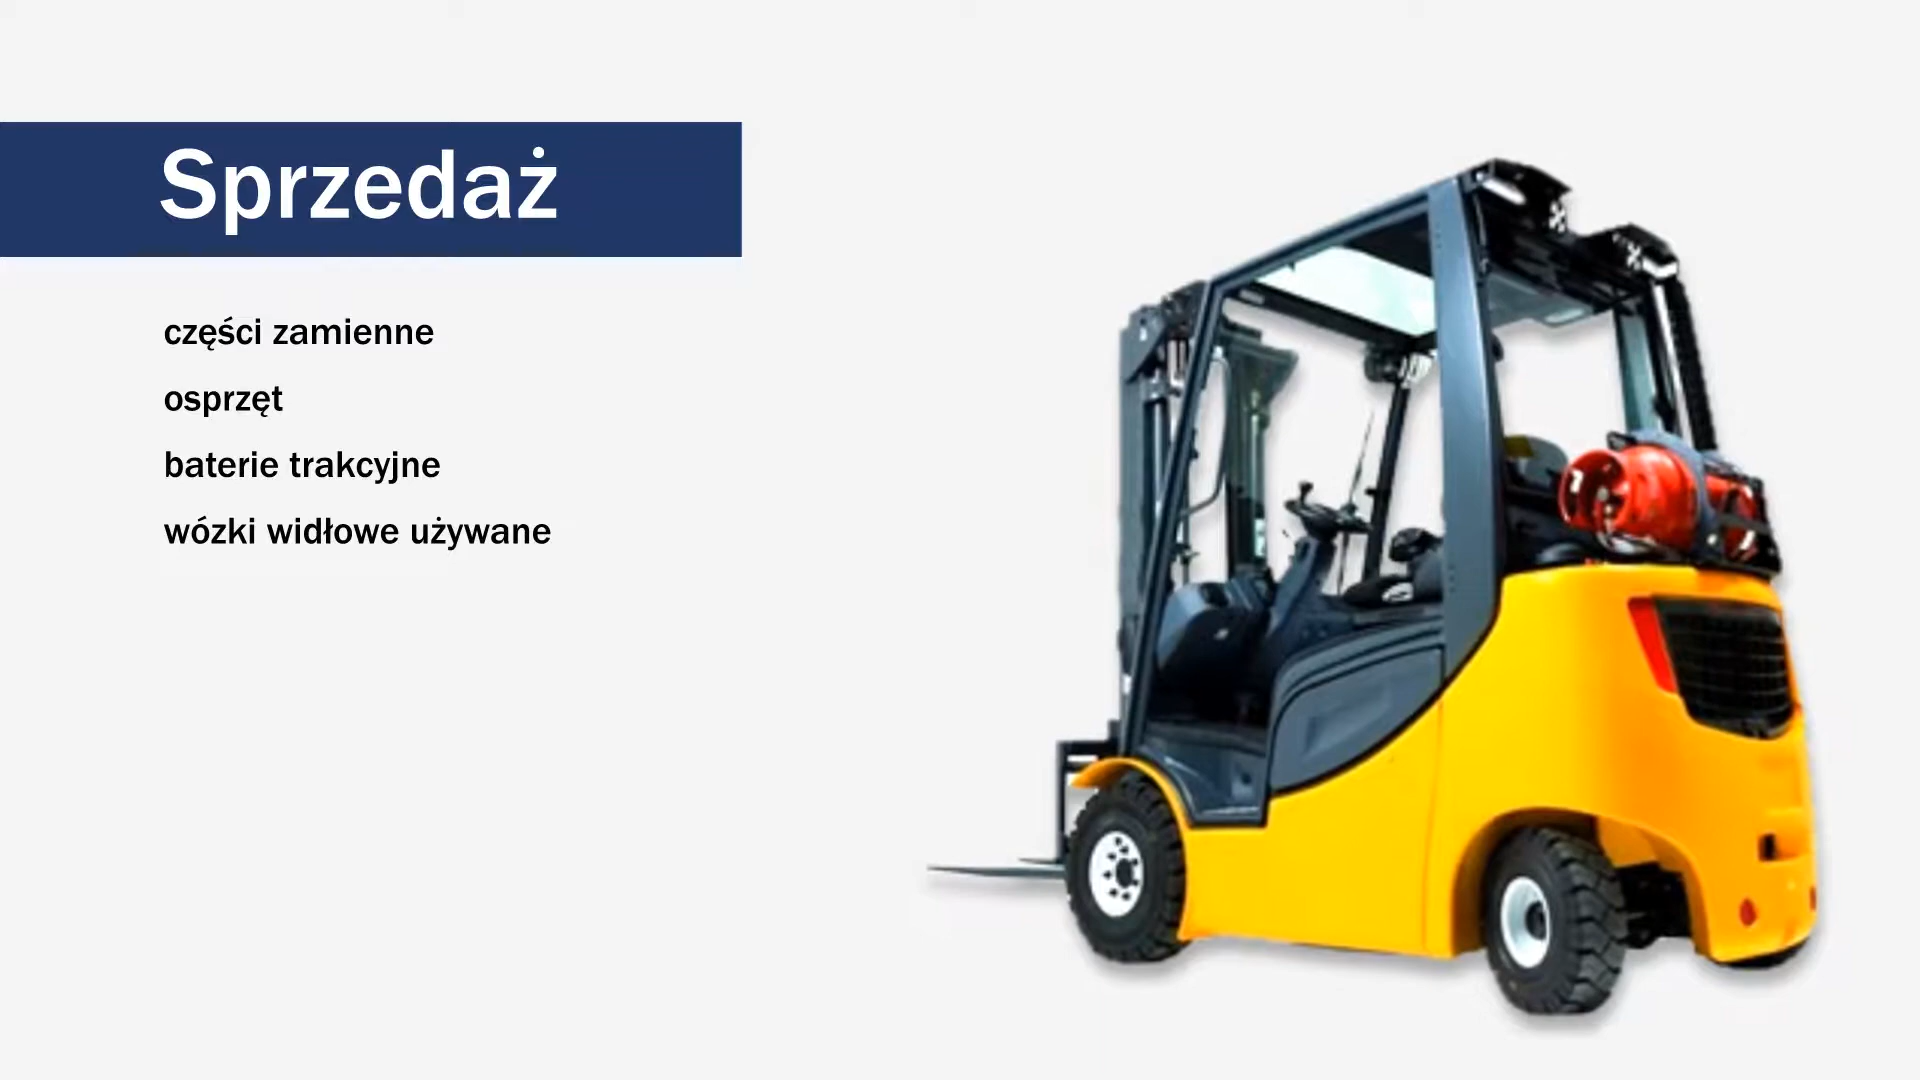 Sprzedaż
części zamienne
osprzęt
baterie trakcyjne
wózki widłowe używane